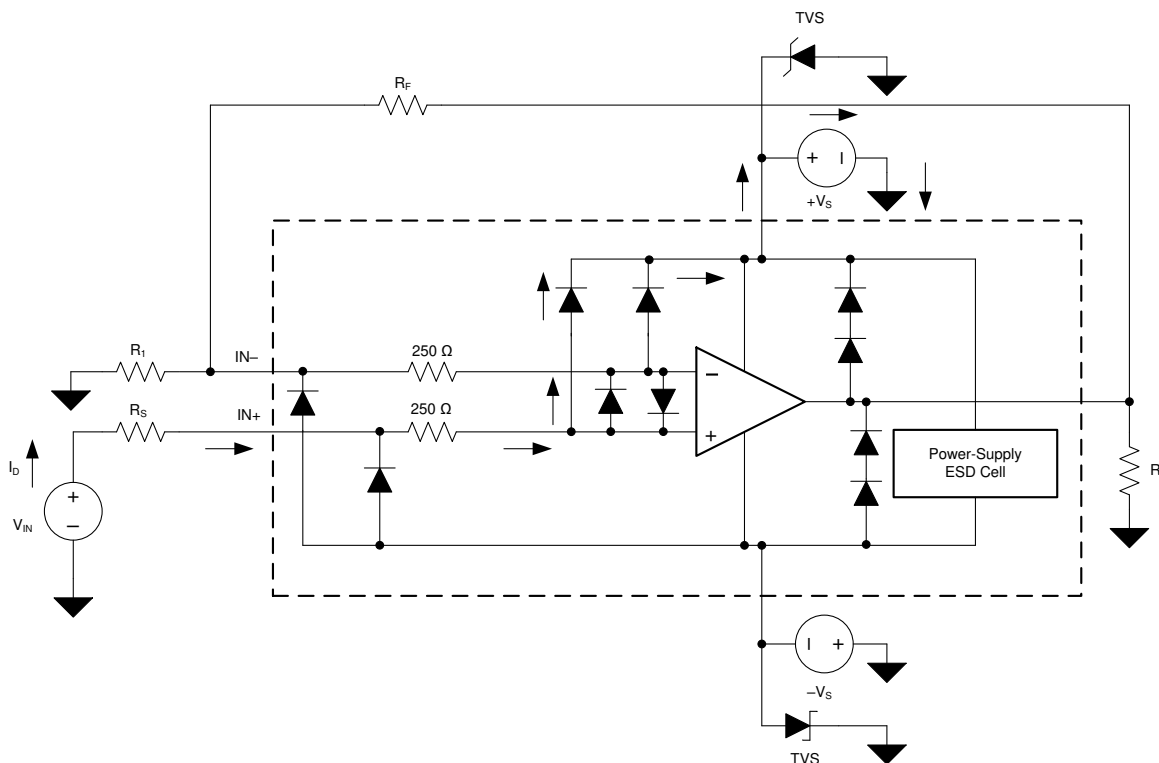 TVS
RF
+ I
+VS
R1
IN−
250 Ω
−
RS
IN+
250 Ω
+
ID
+
VIN
−
Power-Supply
ESD Cell
R
I +
−VS
TVS